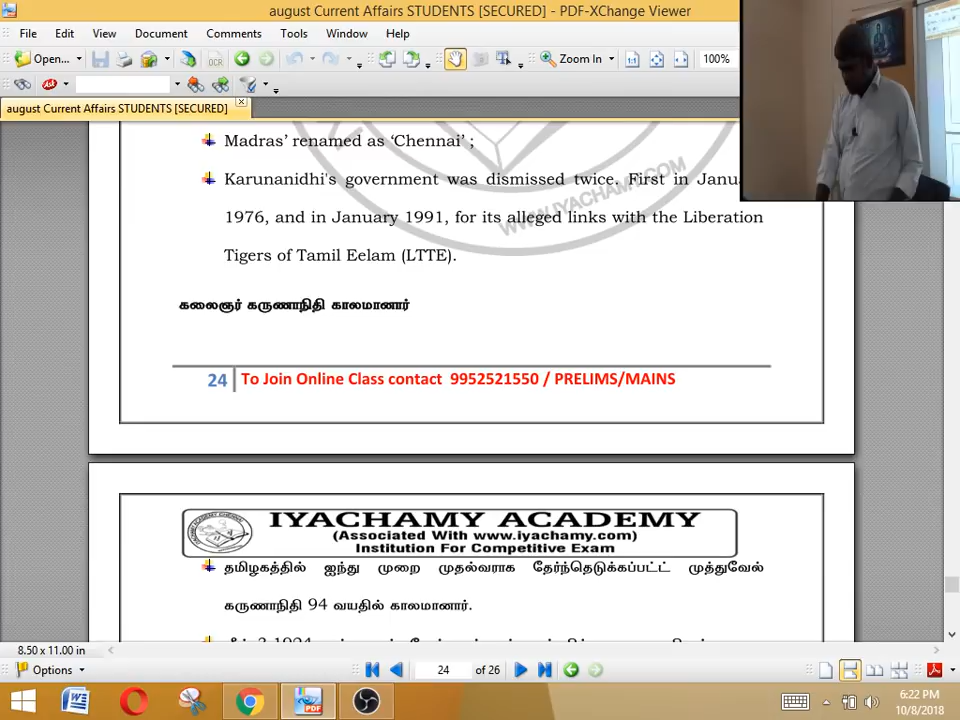 august Current Affairs STUDENTS [SECURED] - PDF-XChange Viewer
File Edit View Document Comments Tools Window Help
Open... OCR Zoom In 100%
august Current Affairs STUDENTS [SECURED]
Madras' renamed as 'Chennai' ;
Karunanidhi's government was dismissed twice. First in
1976, and in January 1991, for its alleged links with the Liberation
Tigers of Tamil Eelam (LTTE).
WWW.IYACHAMY.COM
கலைஞர் கருணாநிதி காலமானார்
24 To Join Online Class contact 9952521550 / PRELIMS/MAINS
IYACHAMY ACADEMY
(Associated With www.iyachamy.com)
Institution For Competitive Exam
தமிழகத்தில் ஐந்து முறை முதல்வராக தேர்ந்தெடுக்கப்பட்ட முத்துவேல்
கருணாநிதி 94 வயதில் காலமானார்.
8.50 x 11.00 in
Options 24 of 26
6:22 PM
10/8/2018